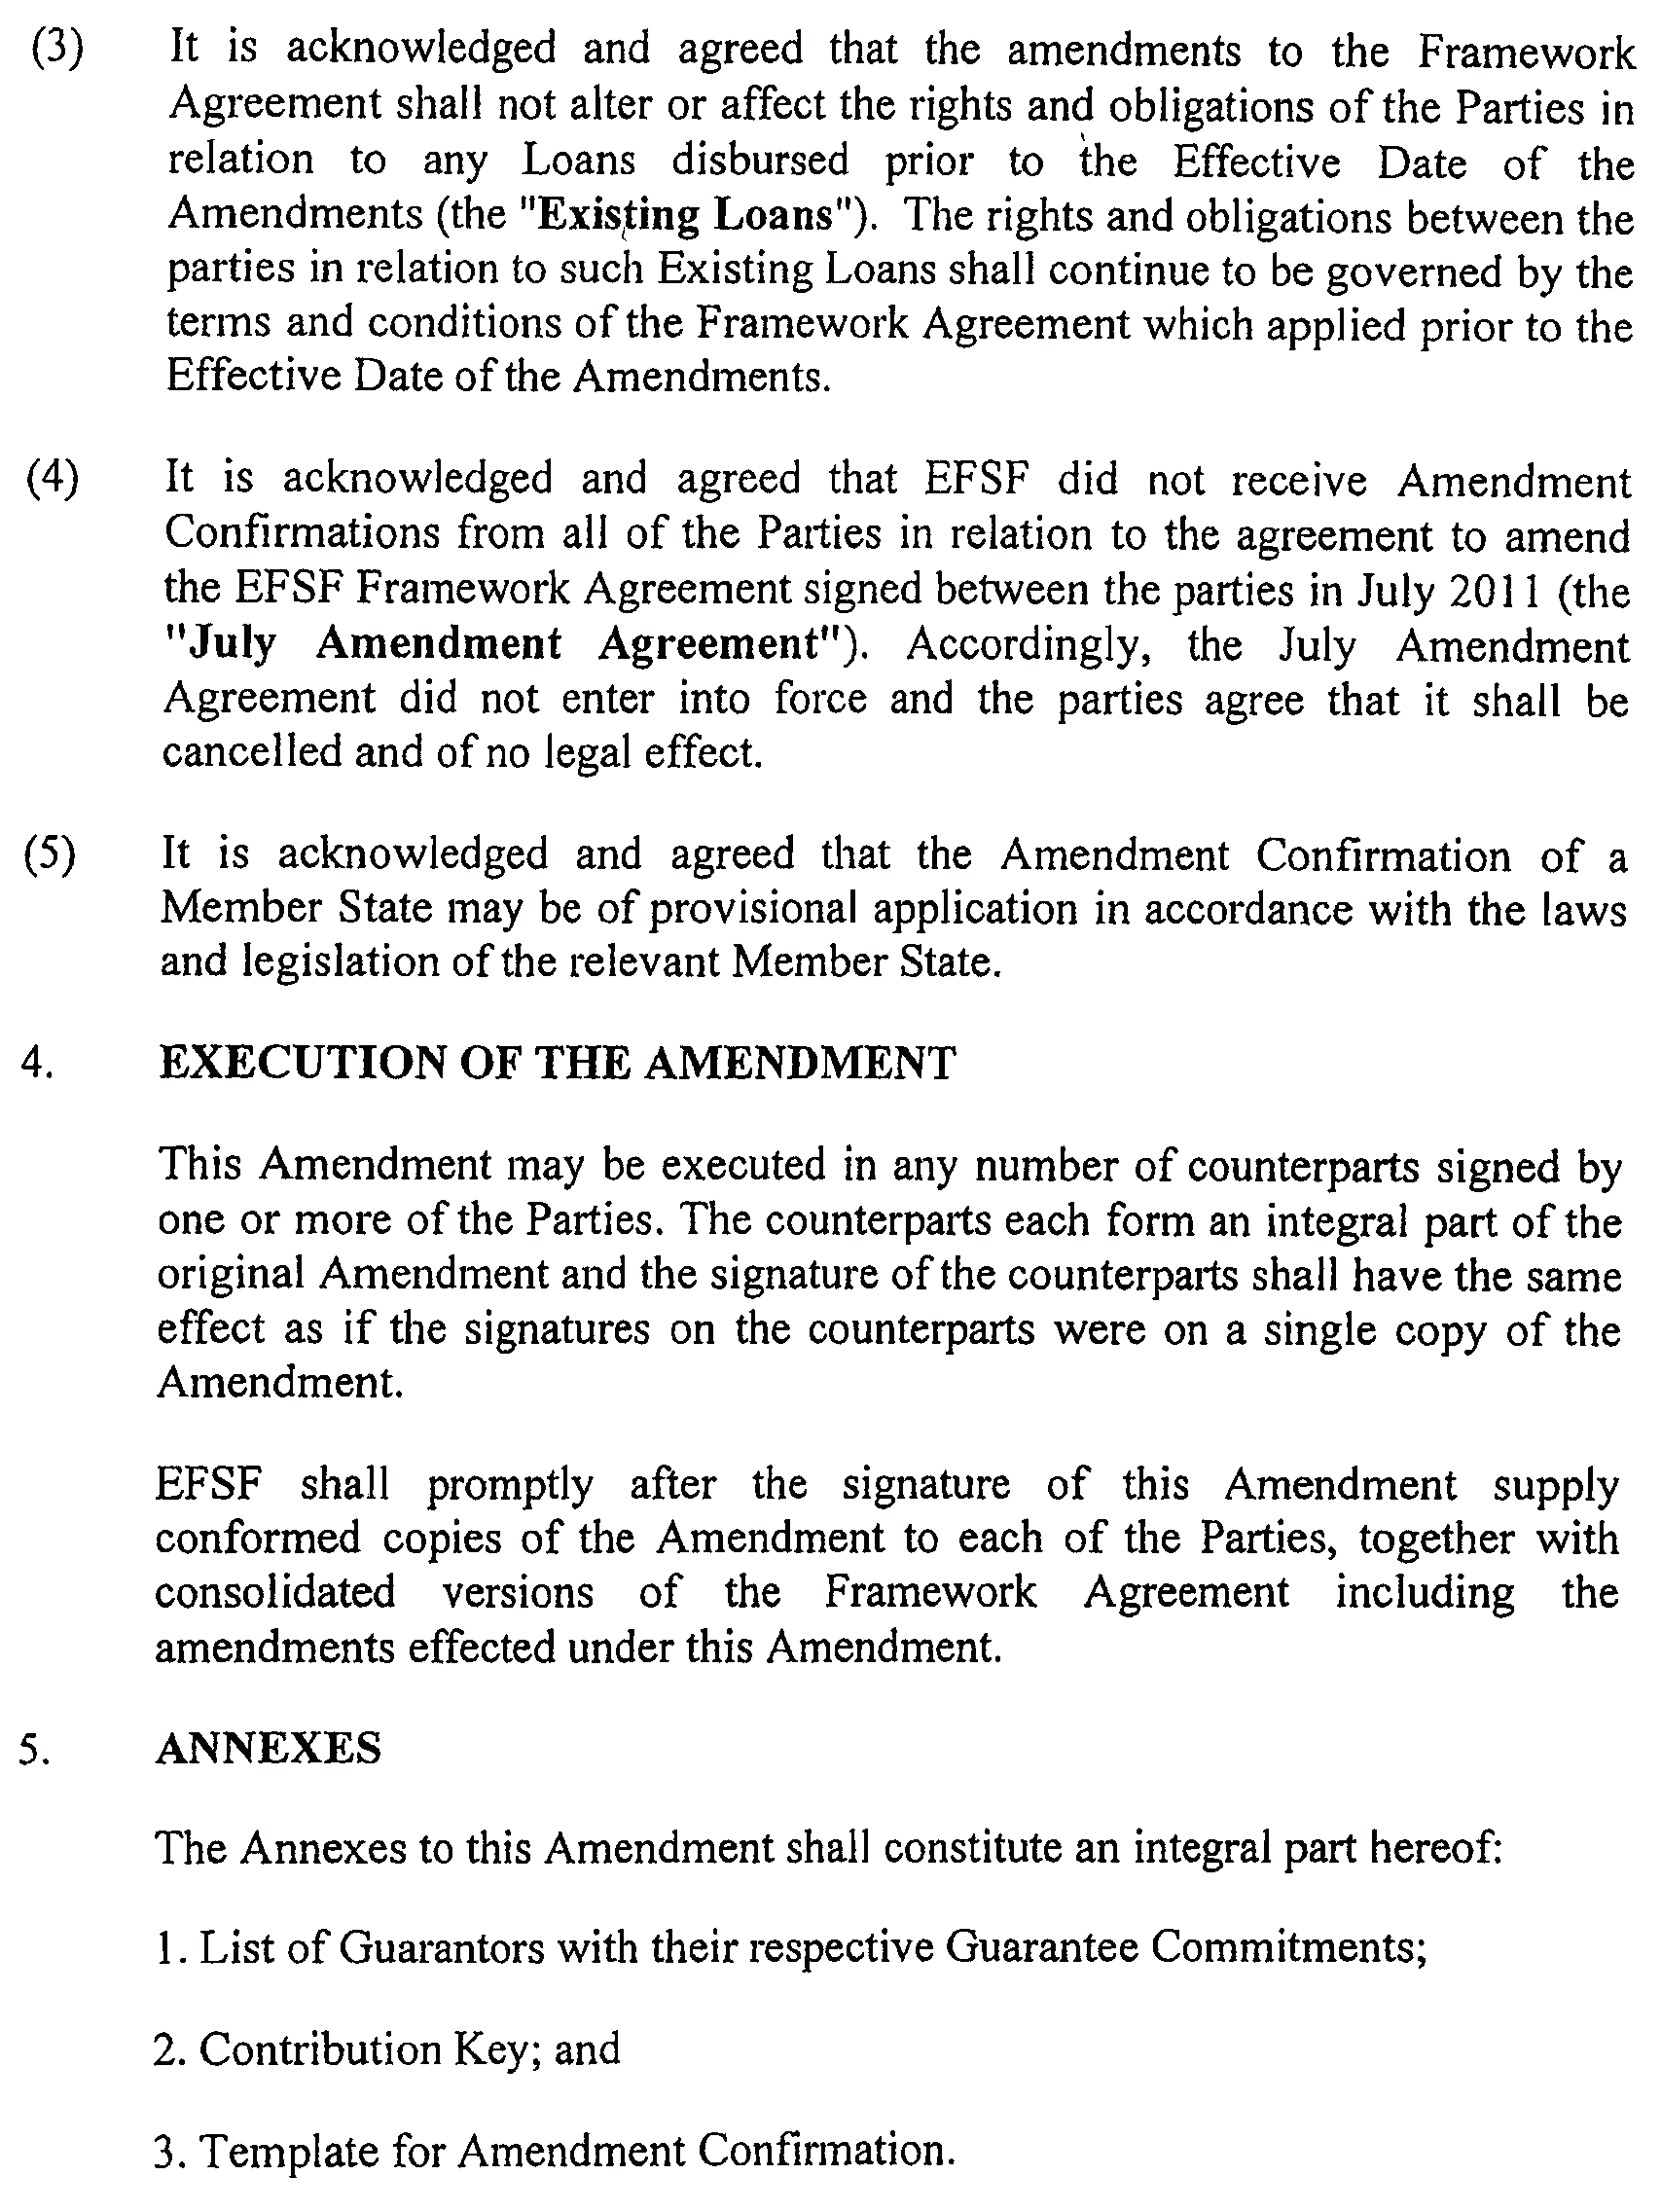 (3) It is acknowledged and agreed that the amendments to the Framework
Agreement shall not alter or affect the rights and obligations of the Parties in
relation to any Loans disbursed prior to the Effective Date of the
Amendments (the "Existing Loans"). The rights and obligations between the
parties in relation to such Existing Loans shall continue to be governed by the
terms and conditions of the Framework Agreement which applied prior to the
Effective Date of the Amendments.
(4) It is acknowledged and agreed that EFSF did not receive Amendment
Confirmations from all of the Parties in relation to the agreement to amend
the EFSF Framework Agreement signed between the parties in July 2011 (the
"July Amendment Agreement"). Accordingly, the July Amendment
Agreement did not enter into force and the parties agree that it shall be
cancelled and of no legal effect.
(5) It is acknowledged and agreed that the Amendment Confirmation of a
Member State may be of provisional application in accordance with the laws
and legislation of the relevant Member State.
4. EXECUTION OF THE AMENDMENT
This Amendment may be executed in any number of counterparts signed by
one or more of the Parties. The counterparts each form an integral part of the
original Amendment and the signature of the counterparts shall have the same
effect as if the signatures on the counterparts were on a single copy of the
Amendment.
EFSF shall promptly after the signature of this Amendment supply
conformed copies of the Amendment to each of the Parties, together with
consolidated versions of the Framework Agreement including the
amendments effected under this Amendment.
5. ANNEXES
The Annexes to this Amendment shall constitute an integral part hereof:
1. List of Guarantors with their respective Guarantee Commitments;
2. Contribution Key; and
3. Template for Amendment Confirmation.